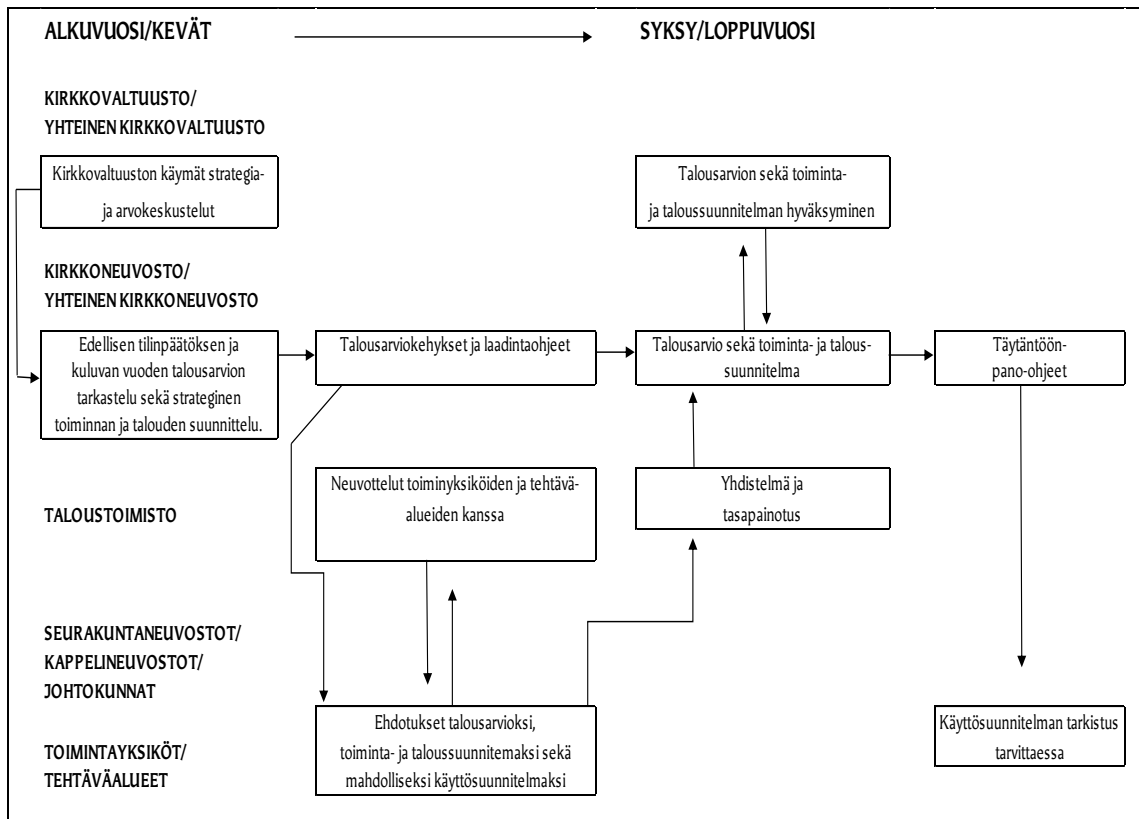 ALKUVUOSI/KEVÄT
SYKSY/LOPPUVUOSI
KIRKKOVALTUUSTO/
YHTEINEN KIRKKOVALTUUSTO
Kirkkovaltuuston käymät strategia-
ja arvokeskustelut
Talousarvion sekä toiminta-
ja taloussuunnitelman hyväksyminen
KIRKKONEUVOSTO/
YHTEINEN KIRKKONEUVOSTO
Edellisen tilinpäätöksen ja
kuluvan vuoden talousarvion
tarkastelu sekä strateginen
toiminnan ja talouden suunnittelu.
Talousarviokehykset ja laadintaohjeet
Talousarvio sekä toiminta- ja talous-
suunnitelma
Täytäntöön-
pano-ohjeet
TALOUSTOIMISTO
Neuvottelut toiminyksiköiden ja tehtävä-
alueiden kanssa
Yhdistelmä ja
tasapainotus
SEURAKUNTANEUVOSTOT/
KAPPELINEUVOSTOT/
JOHTOKUNNAT
TOIMINTAYKSIKÖT/
TEHTÄVÄALUEET
Ehdotukset talousarvioksi,
toiminta- ja taloussuunnitemaksi sekä
mahdolliseksi käyttösuunnitelmaksi
Käyttösuunnitelman tarkistus
tarvittaessa